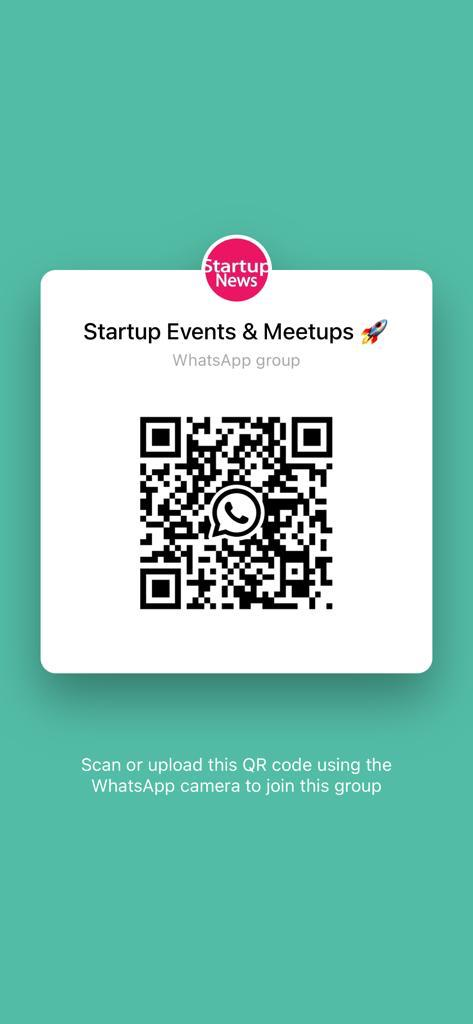 Startup
News
Startup Events & Meetups 🚀
WhatsApp group
Scan or upload this QR code using the
WhatsApp camera to join this group